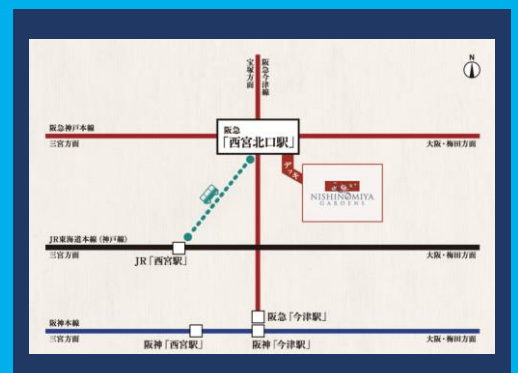 N
宝塚方面
阪急今津線
阪急神戸本線
三宮方面
阪急
「西宮北口駅」
大阪・梅田方面
NISHINOMIYA
GARDENS
JR東海道本線(神戸線)
三宮方面
JR「西宮駅」
大阪・梅田方面
阪急「今津駅」
阪神本線
三宮方面
阪神「西宮駅」
阪神「今津駅」
大阪・梅田方面